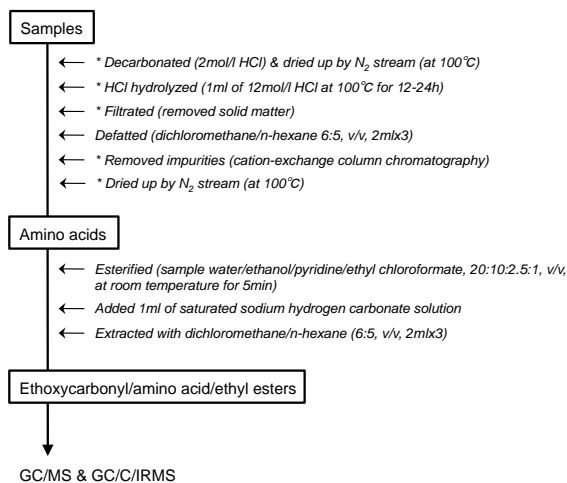 Samples
* Decarbonated (2mol/l HCl) & dried up by N₂ stream (at 100°C)
* HCl hydrolyzed (1ml of 12mol/l HCl at 100°C for 12-24h)
* Filtrated (removed solid matter)
Defatted (dichloromethane/n-hexane 6:5, v/v, 2mlx3)
* Removed impurities (cation-exchange column chromatography)
* Dried up by N₂ stream (at 100°C)
Amino acids
Esterified (sample water/ethanol/pyridine/ethyl chloroformate, 20:10:2.5:1, v/v,
at room temperature for 5min)
Added 1ml of saturated sodium hydrogen carbonate solution
Extracted with dichloromethane/n-hexane (6:5, v/v, 2mlx3)
Ethoxycarbonyl/amino acid/ethyl esters
GC/MS & GC/C/IRMS